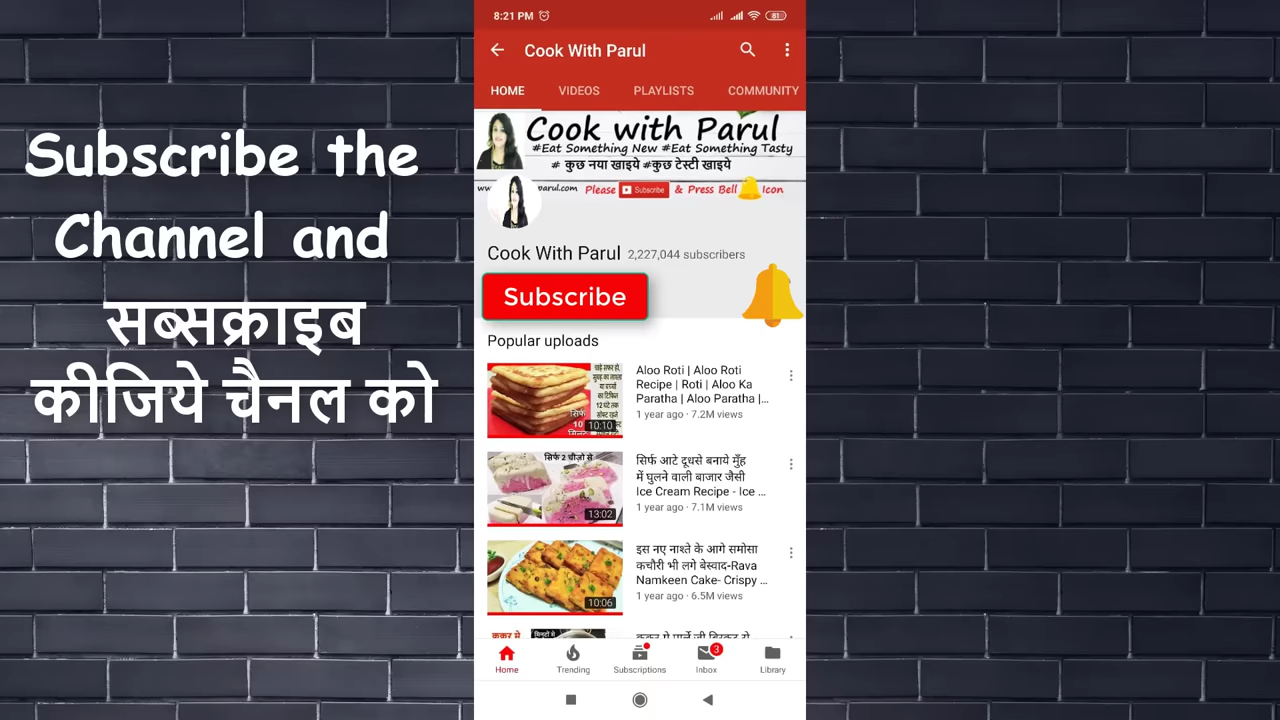 Subscribe the
Channel and
सब्सक्राइब
कीजिये चैनल को
8:21 PM
81
Cook With Parul
HOME VIDEOS PLAYLISTS COMMUNITY
Cook with Parul
#Eat Something New #Eat Something Tasty
# कुछ नया खाइये #कुछ टेस्टी खाइये
Please Subscribe & Press Bell Icon
Cook With Parul 2,227,044 subscribers
Subscribe
Popular uploads
Aloo Roti | Aloo Roti
Recipe | Roti | Aloo Ka
Paratha | Aloo Paratha |...
1 year ago · 7.2M views
सिर्फ
10
10:10
सिर्फ आटे दूधसे बनाये मुँह
में घुलने वाली बाजार जैसी
Ice Cream Recipe - Ice ...
1 year ago · 7.1M views
सिर्फ 2 चीज़ो से
13:02
इस नए नाश्ते के आगे समोसा
कचौरी भी लगे बेस्वाद-Rava
Namkeen Cake- Crispy ...
1 year ago · 6.5M views
10:06
कुकर मे
3
Home Trending Subscriptions Inbox Library